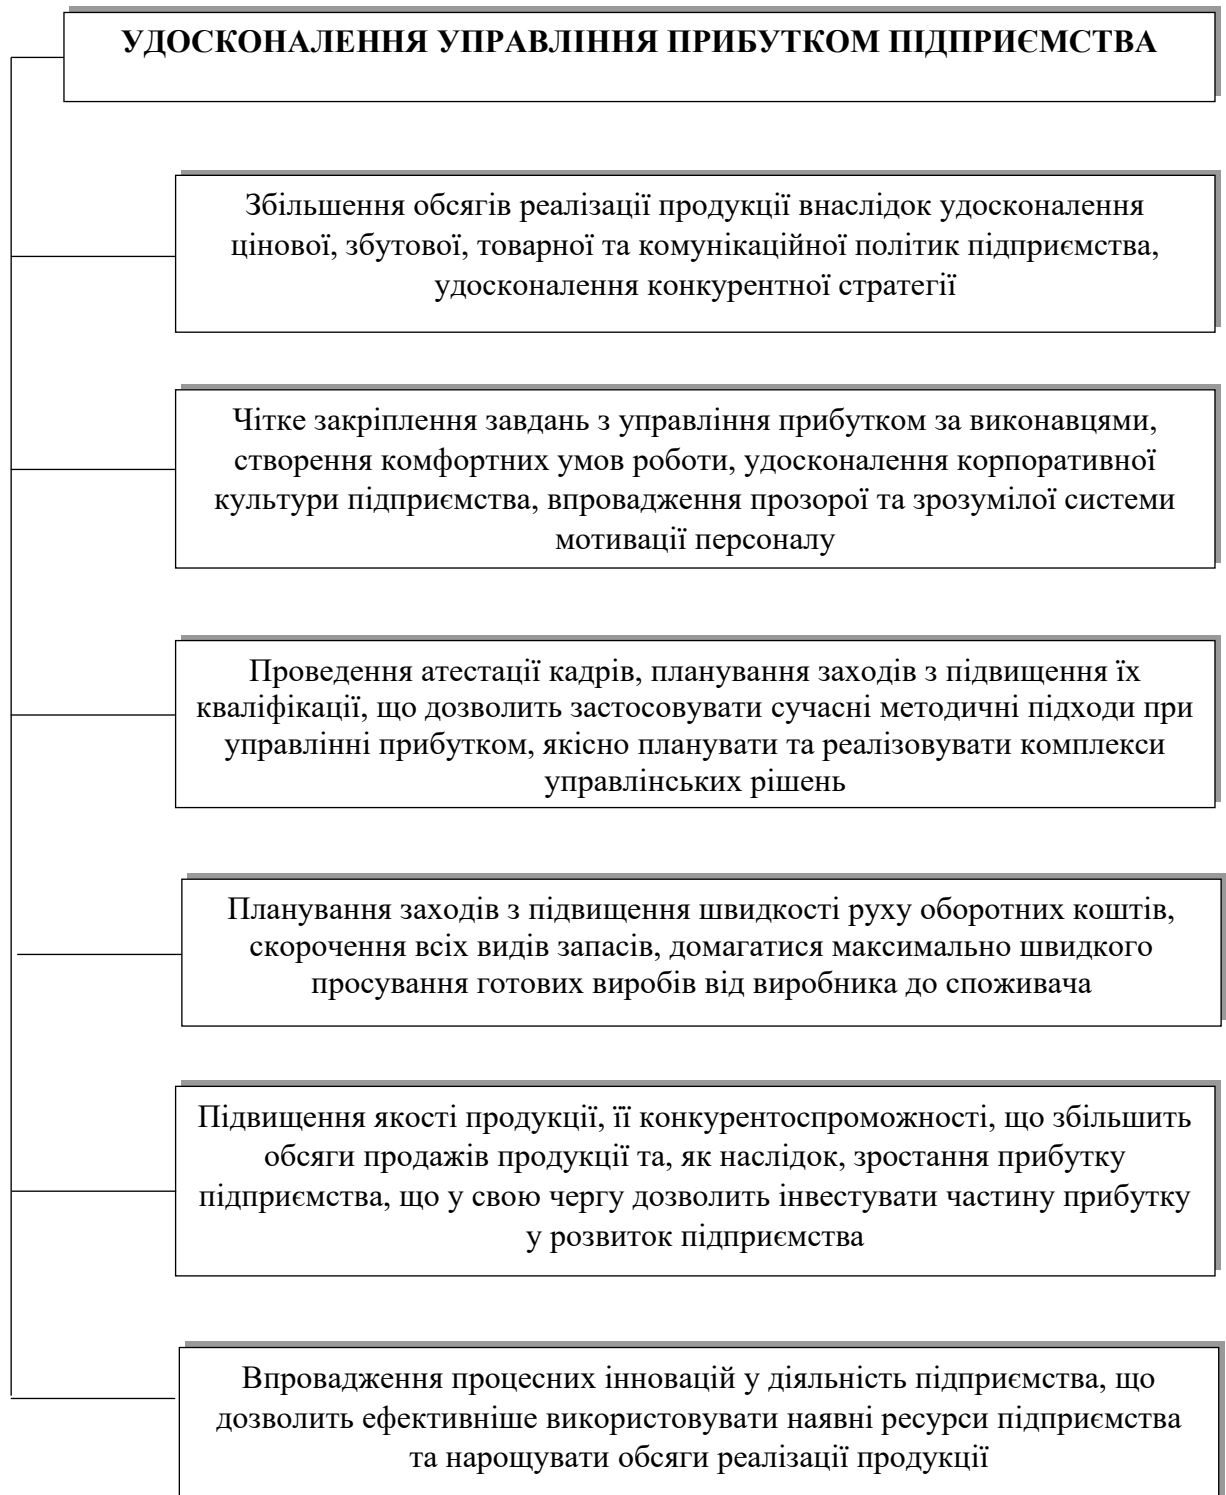 УДОСКОНАЛЕННЯ УПРАВЛІННЯ ПРИБУТКОМ ПІДПРИЄМСТВА
Збільшення обсягів реалізації продукції внаслідок удосконалення
цінової, збутової, товарної та комунікаційної політик підприємства,
удосконалення конкурентної стратегії
Чітке закріплення завдань з управління прибутком за виконавцями,
створення комфортних умов роботи, удосконалення корпоративної
культури підприємства, впровадження прозорої та зрозумілої системи
мотивації персоналу
Проведення атестації кадрів, планування заходів з підвищення їх
кваліфікації, що дозволить застосовувати сучасні методичні підходи при
управлінні прибутком, якісно планувати та реалізовувати комплекси
управлінських рішень
Планування заходів з підвищення швидкості руху оборотних коштів,
скорочення всіх видів запасів, домагатися максимально швидкого
просування готових виробів від виробника до споживача
Підвищення якості продукції, її конкурентоспроможності, що збільшить
обсяги продажів продукції та, як наслідок, зростання прибутку
підприємства, що у свою чергу дозволить інвестувати частину прибутку
у розвиток підприємства
Впровадження процесних інновацій у діяльність підприємства, що
дозволить ефективніше використовувати наявні ресурси підприємства
та нарощувати обсяги реалізації продукції